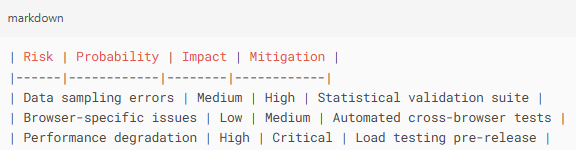 markdown
| Risk | Probability | Impact | Mitigation |
|------|-------------|--------|------------|
| Data sampling errors | Medium | High | Statistical validation suite |
| Browser-specific issues | Low | Medium | Automated cross-browser tests |
| Performance degradation | High | Critical | Load testing pre-release |